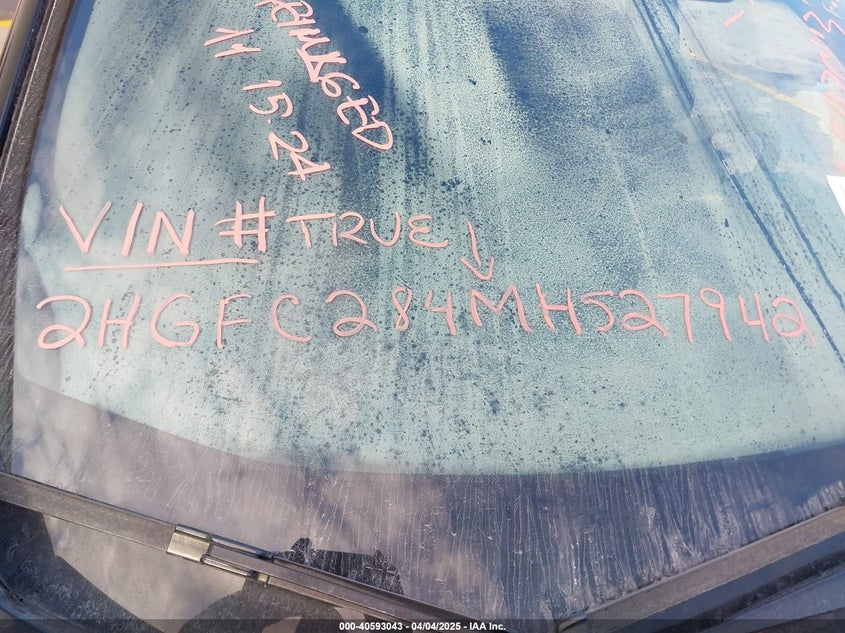 11 15-24
VIN # TRUE
2HGFC284MH527942
000-40593043 - 04/04/2025 - IAA Inc.